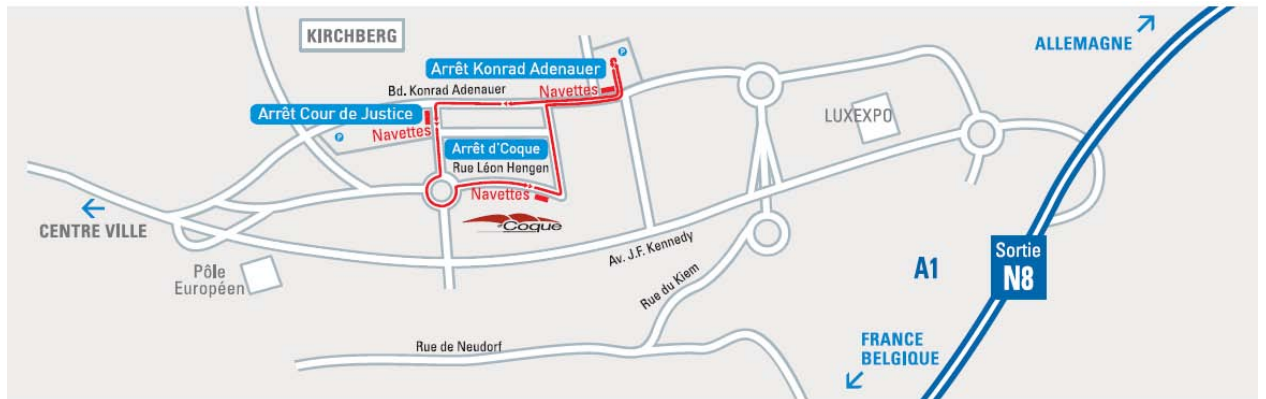 KIRCHBERG
ALLEMAGNE
P
Arrêt Konrad Adenauer
Bd. Konrad Adenauer
Navettes
Arrêt Cour de Justice
P
Navettes
LUXEXPO
Arrêt d'Coque
Rue Léon Hengen
Navettes
d'Coque
CENTRE VILLE
Pôle
Européen
Av. J.F. Kennedy
Rue du Kiem
A1
Sortie
N8
Rue de Neudorf
FRANCE
BELGIQUE